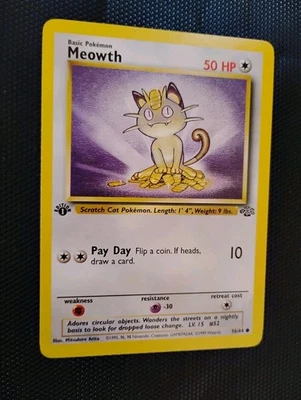 Basic Pokémon
Meowth
50 HP
EDITION
1
Scratch Cat Pokémon. Length: 1' 4", Weight: 9 lbs.
Pay Day Flip a coin. If heads,
draw a card.
10
weakness
resistance
retreat cost
-30
Adores circular objects. Wanders the streets on a nightly
basis to look for dropped loose change. LV. 15 #52
Illus. Mitsuhiro Arita
56/64